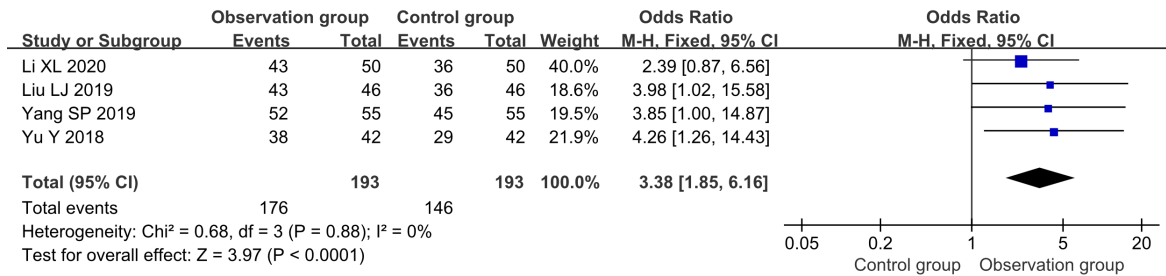 Observation group Control group Odds Ratio Odds Ratio
Study or Subgroup Events Total Events Total Weight M-H, Fixed, 95% CI M-H, Fixed, 95% CI
Li XL 2020 43 50 36 50 40.0% 2.39 [0.87, 6.56]
Liu LJ 2019 43 46 36 46 18.6% 3.98 [1.02, 15.58]
Yang SP 2019 52 55 45 55 19.5% 3.85 [1.00, 14.87]
Yu Y 2018 38 42 29 42 21.9% 4.26 [1.26, 14.43]
Total (95% CI) 193 193 100.0% 3.38 [1.85, 6.16]
Total events 176 146
Heterogeneity: Chi² = 0.68, df = 3 (P = 0.88); I² = 0%
Test for overall effect: Z = 3.97 (P < 0.0001)
0.05 0.2 1 5 20
Control group Observation group